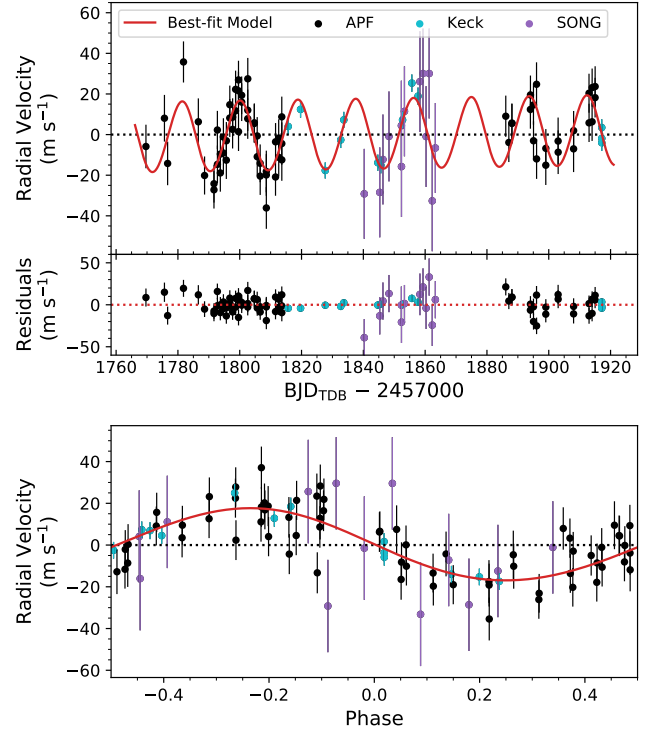 Best-fit Model APF Keck SONG
60
40
20
0
−20
−40
Radial Velocity
(m s⁻¹)
50
0
−50
Residuals
(m s⁻¹)
1760 1780 1800 1820 1840 1860 1880 1900 1920
BJD_TDB − 2457000
60
40
20
0
−20
−40
−60
Radial Velocity
(m s⁻¹)
−0.4 −0.2 0.0 0.2 0.4
Phase